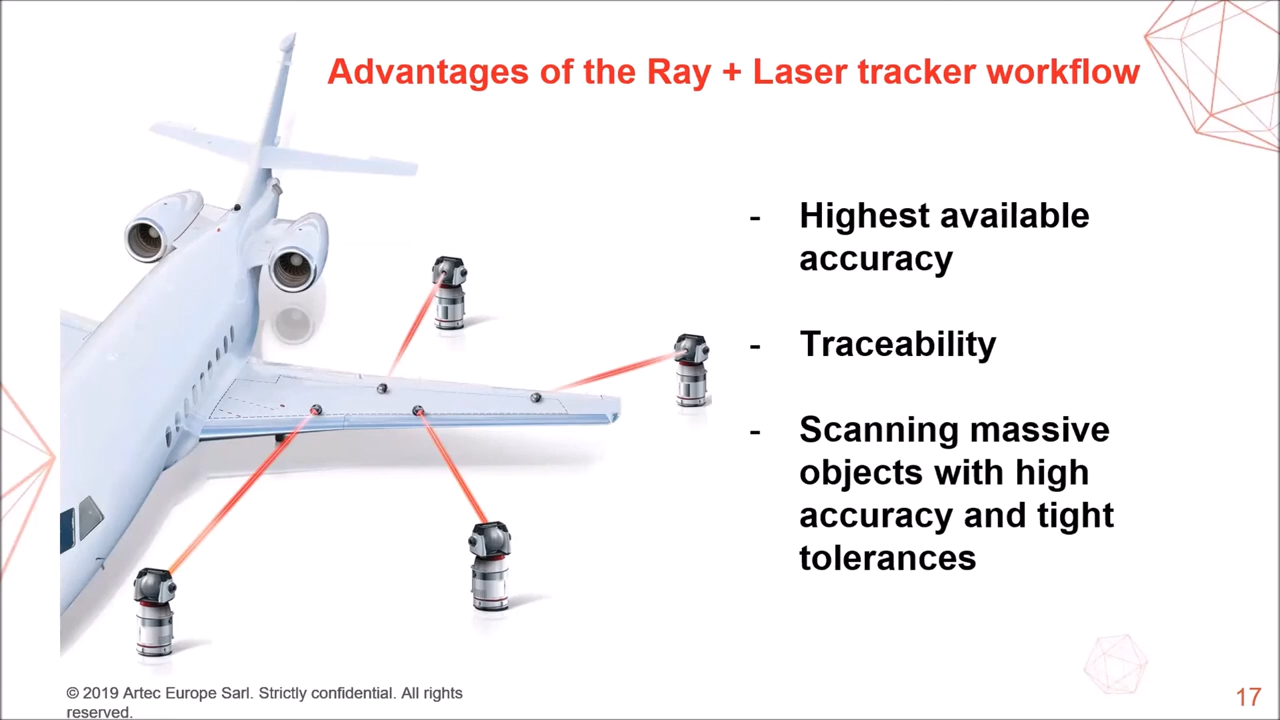 Advantages of the Ray + Laser tracker workflow
- Highest available
accuracy
- Traceability
- Scanning massive
objects with high
accuracy and tight
tolerances
© 2019 Artec Europe Sarl. Strictly confidential. All rights
reserved.
17